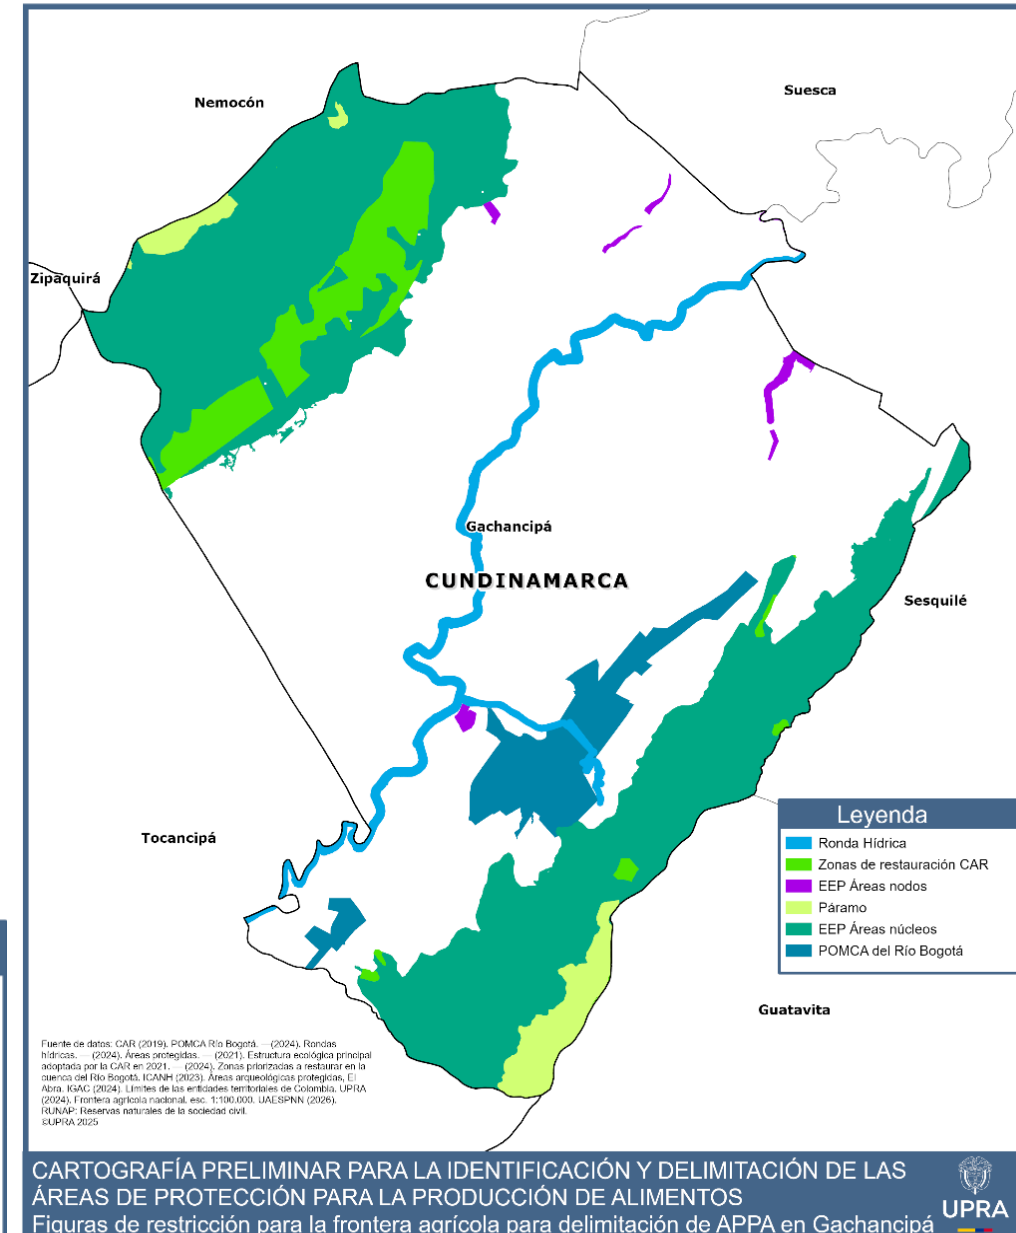 Nemocón
Suesca
Zipaquirá
Gachancipá
CUNDINAMARCA
Sesquilé
Tocancipá
Guatavita
Leyenda
Ronda Hídrica
Zonas de restauración CAR
EEP Áreas nodos
Páramo
EEP Áreas núcleos
POMCA del Río Bogotá
Fuente de datos: CAR (2019). POMCA Río Bogotá. —(2024). Rondas
hídricas. — (2024). Áreas protegidas. — (2021). Estructura ecológica principal
adoptada por la CAR en 2021. — (2024). Zonas priorizadas a restaurar en la
cuenca del Río Bogotá. ICANH (2023). Áreas arqueológicas protegidas, El
Abra. IGAC (2024). Límites de las entidades territoriales de Colombia. UPRA
(2024). Frontera agrícola nacional. esc. 1:100.000. UAESPNN (2026).
RUNAP: Reservas naturales de la sociedad civil.
©UPRA 2025
CARTOGRAFÍA PRELIMINAR PARA LA IDENTIFICACIÓN Y DELIMITACIÓN DE LAS
ÁREAS DE PROTECCIÓN PARA LA PRODUCCIÓN DE ALIMENTOS
Figuras de restricción para la frontera agrícola para delimitación de APPA en Gachancipá
UPRA